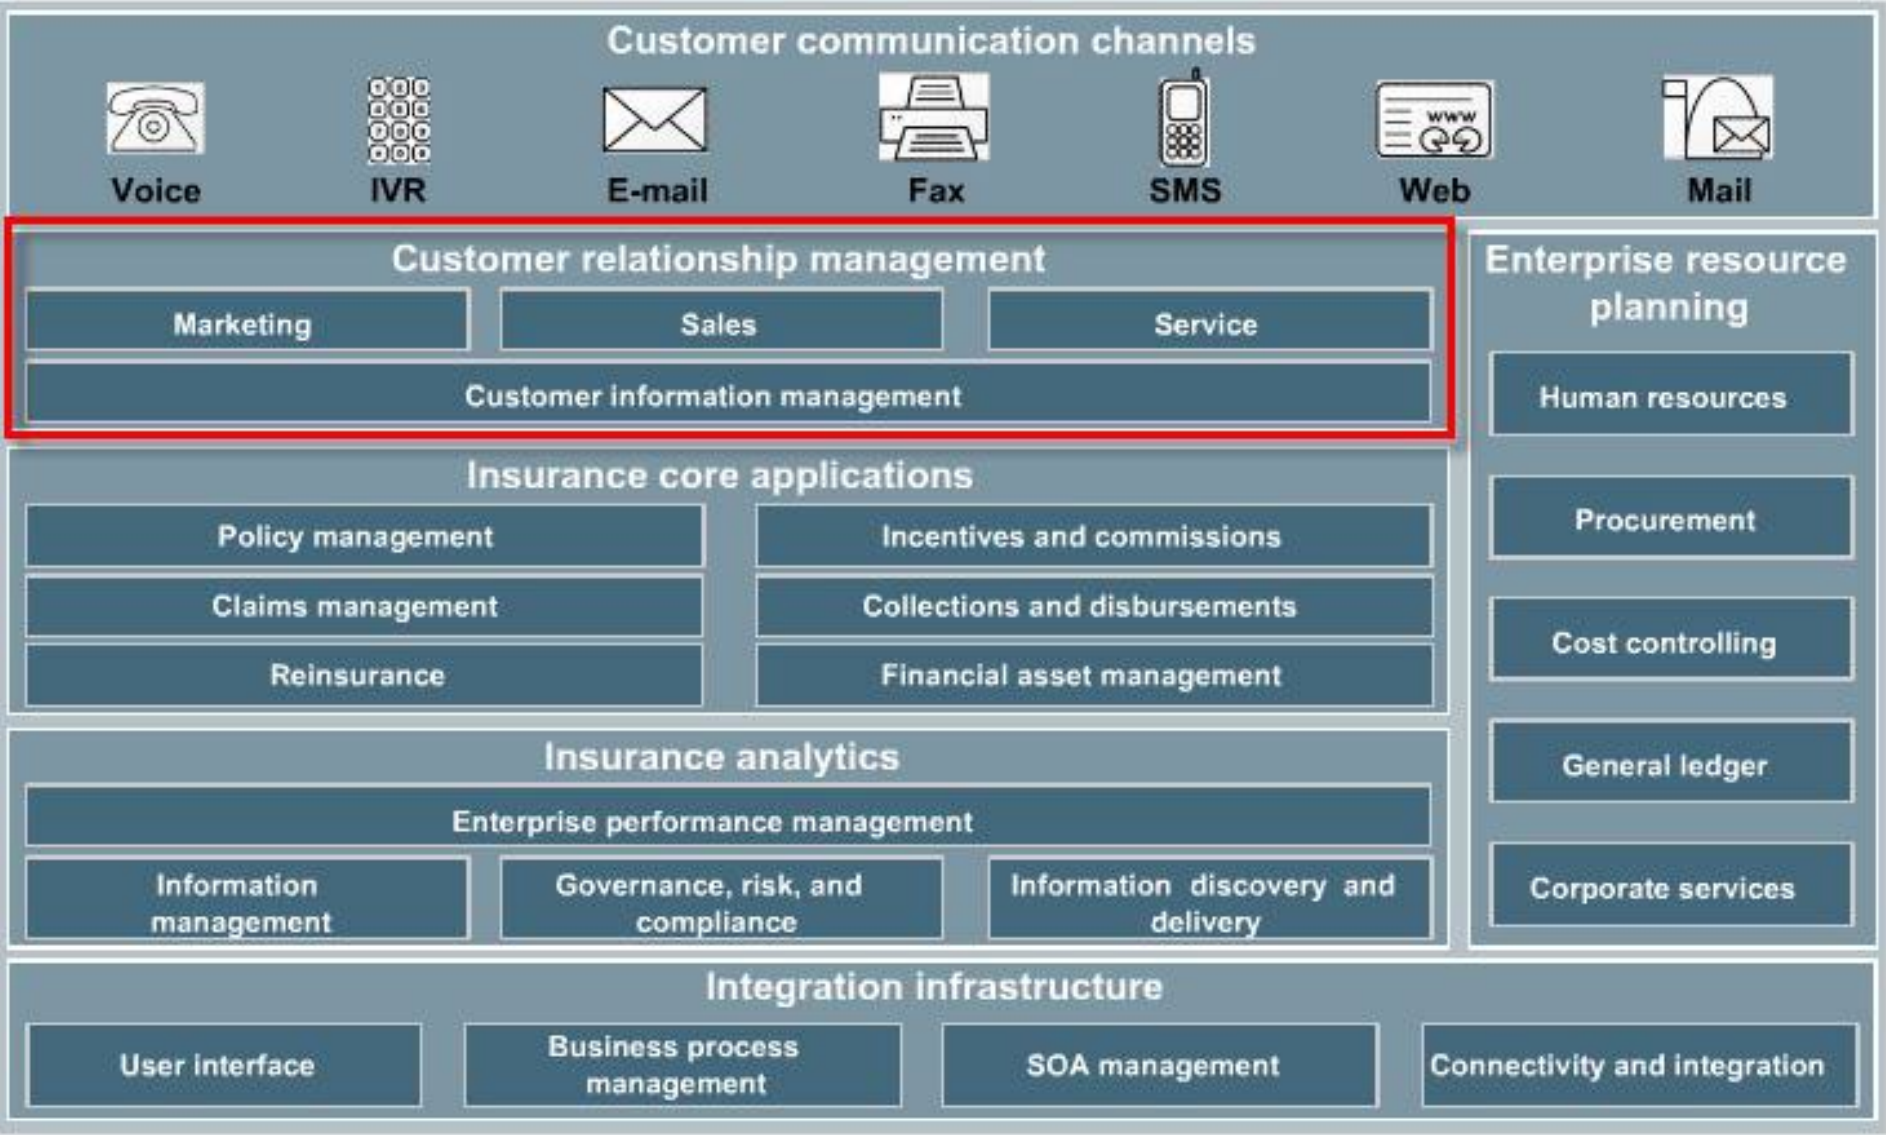 Customer communication channels
Voice
IVR
E-mail
Fax
SMS
www
Web
Mail
Customer relationship management
Marketing
Sales
Service
Customer information management
Enterprise resource
planning
Human resources
Procurement
Cost controlling
General ledger
Corporate services
Insurance core applications
Policy management
Incentives and commissions
Claims management
Collections and disbursements
Reinsurance
Financial asset management
Insurance analytics
Enterprise performance management
Information
management
Governance, risk, and
compliance
Information discovery and
delivery
Integration infrastructure
User interface
Business process
management
SOA management
Connectivity and integration